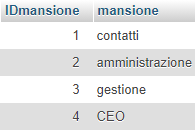 IDmansione mansione
1 contatti
2 amministrazione
3 gestione
4 CEO